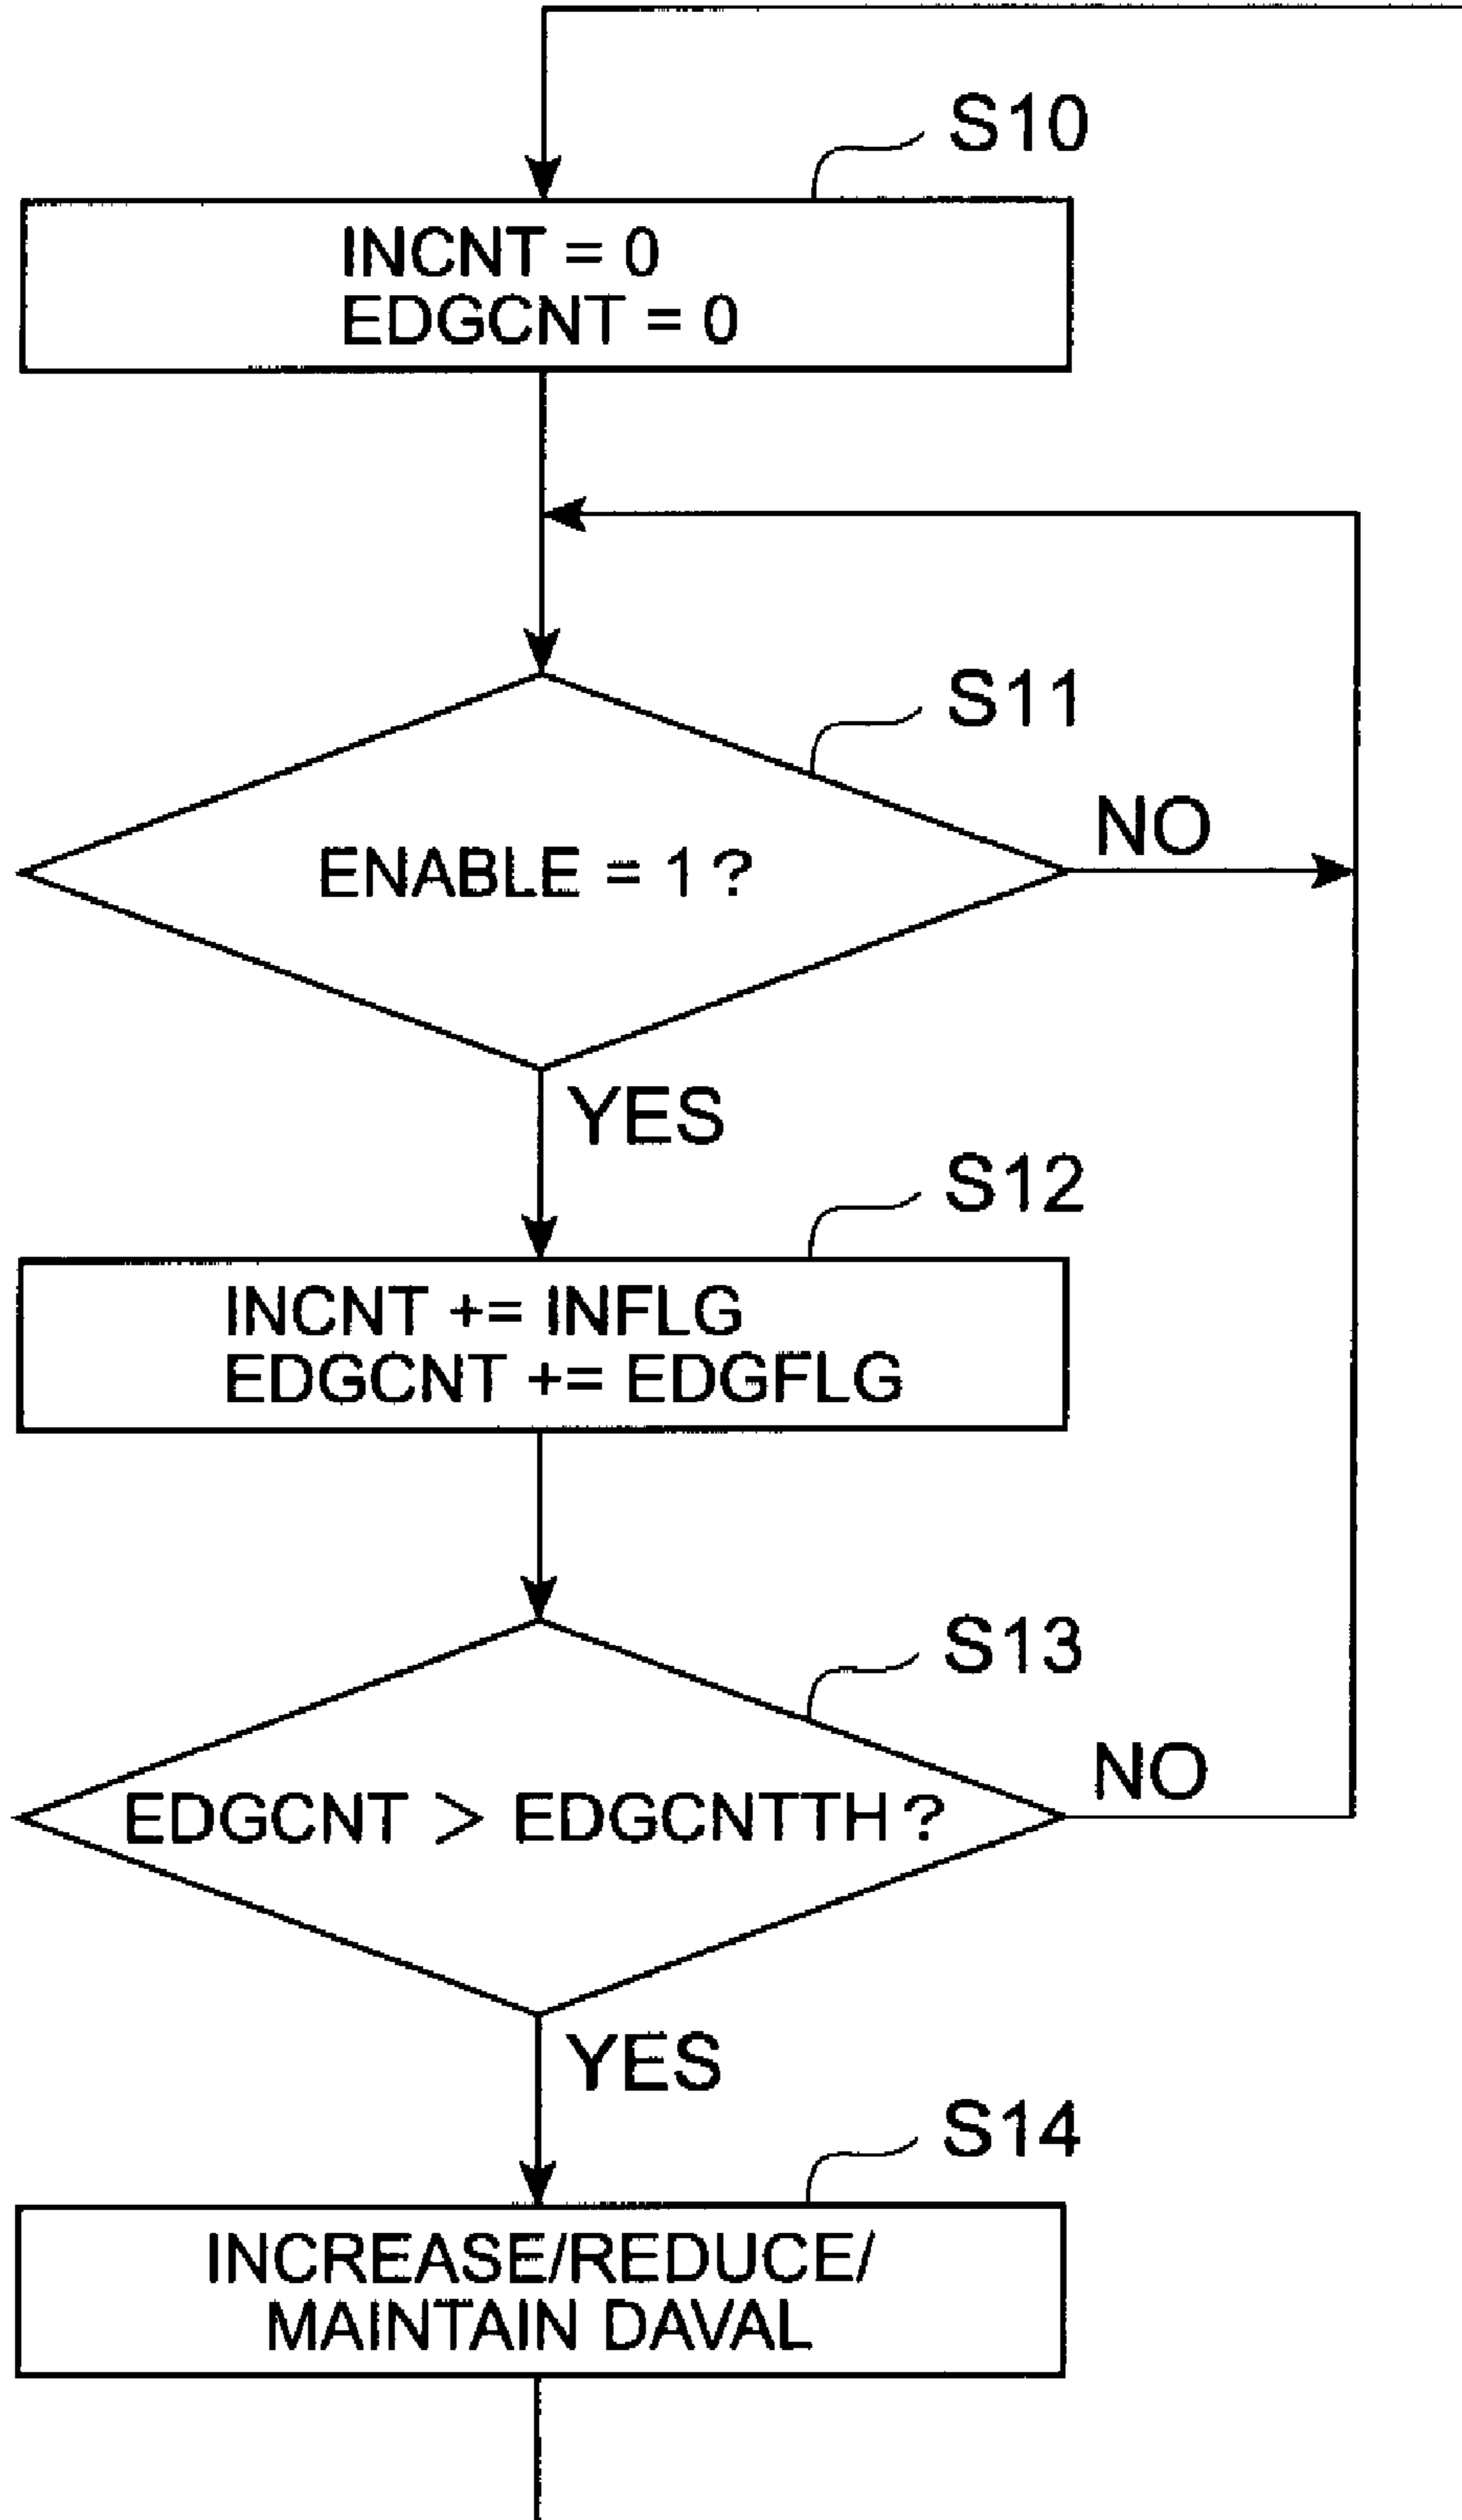 S10
INCNT = 0
EDGCNT = 0
S11
ENABLE = 1 ?
NO
YES
S12
INCNT += INFLG
EDGCNT += EDGFLG
S13
EDGCNT > EDGCNTTH ?
NO
YES
S14
INCREASE/REDUCE/
MAINTAIN DAVAL